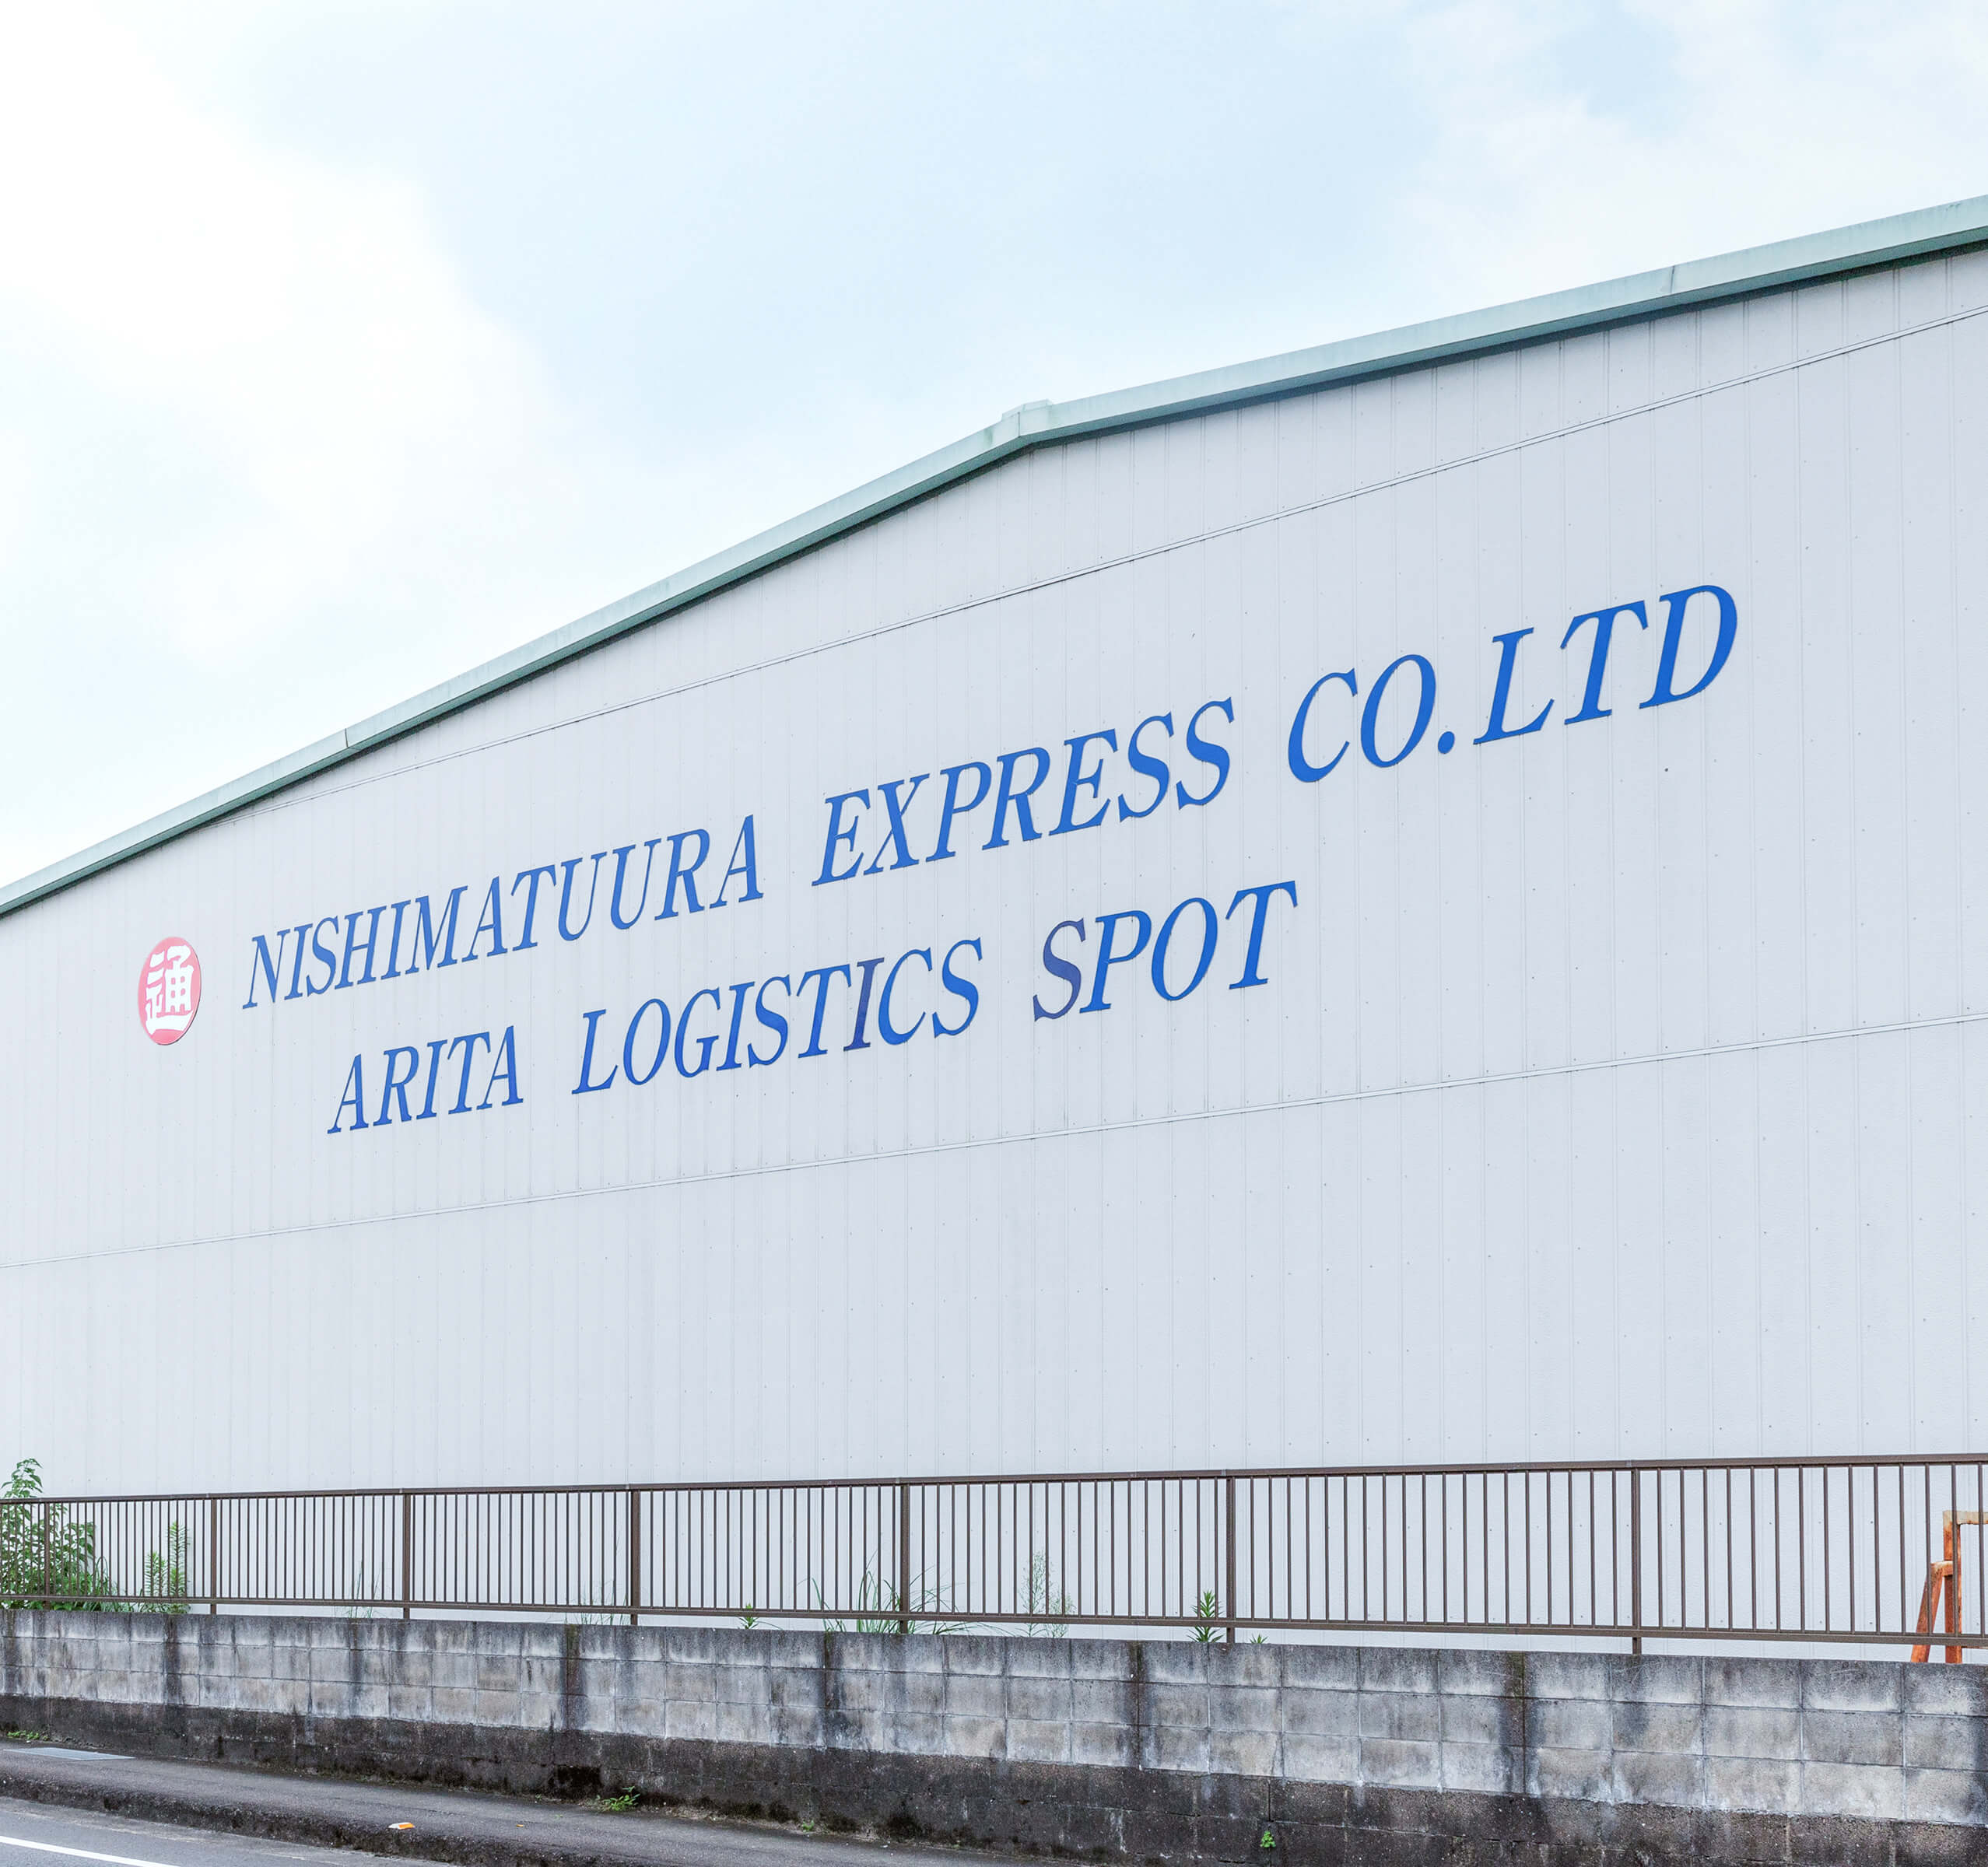 通 NISHIMATUURA EXPRESS CO.LTD
ARITA LOGISTICS SPOT